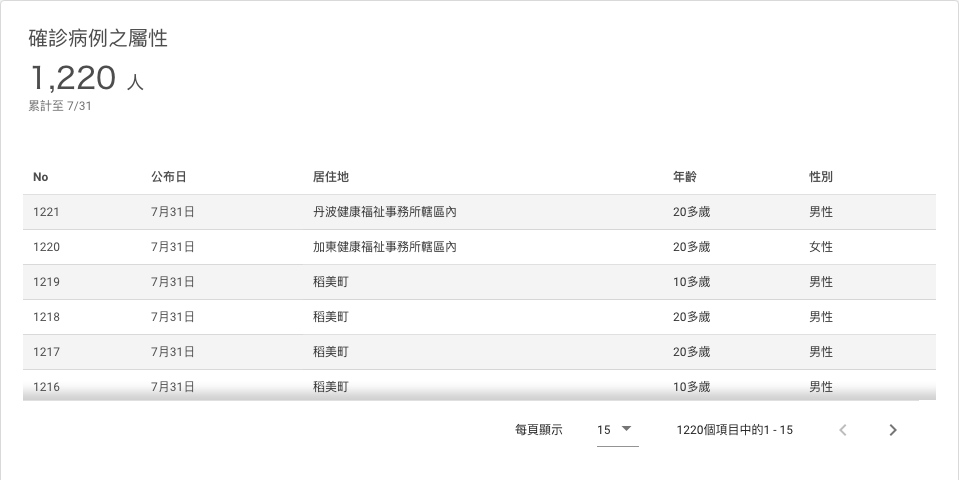 確診病例之屬性
1,220 人
累計至 7/31
No 公布日 居住地 年齡 性別
1221 7月31日 丹波健康福祉事務所轄區內 20多歲 男性
1220 7月31日 加東健康福祉事務所轄區內 20多歲 女性
1219 7月31日 稻美町 10多歲 男性
1218 7月31日 稻美町 20多歲 男性
1217 7月31日 稻美町 20多歲 男性
1216 7月31日 稻美町 10多歲 男性
每頁顯示 15 1220個項目中的1 - 15